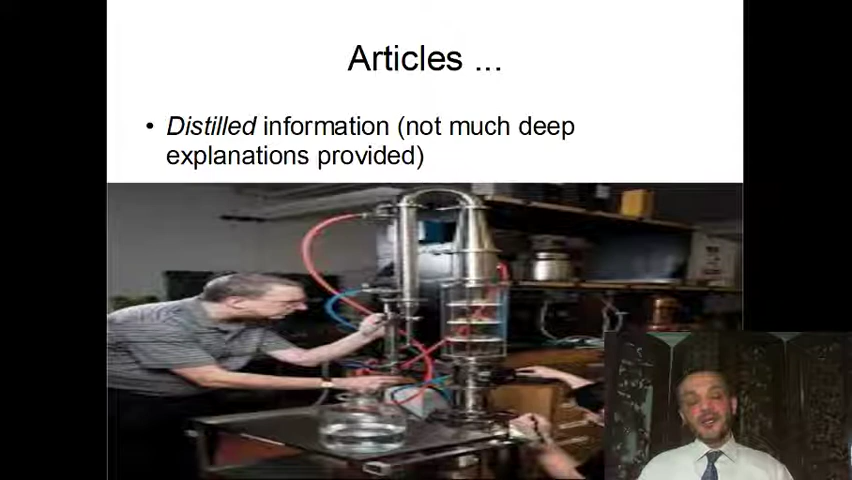 Articles ...
• Distilled information (not much deep
explanations provided)